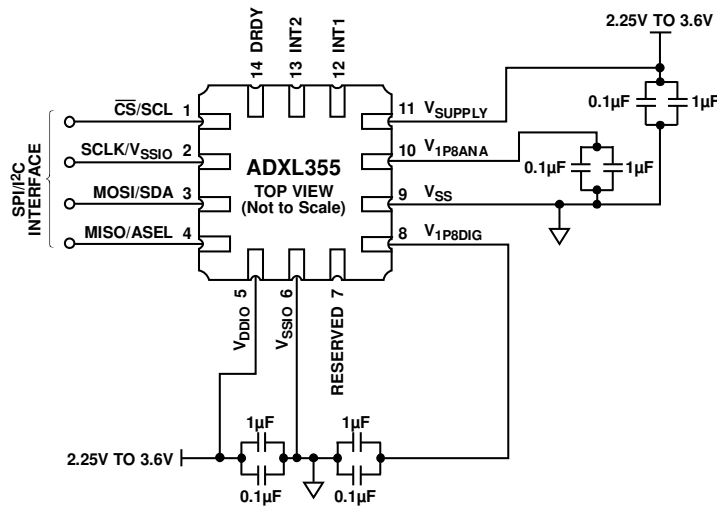 2.25V TO 3.6V
14 DRDY
13 INT2
12 INT1
CS/SCL 1
11 VSUPPLY
0.1µF
1µF
SCLK/VSSIO 2
10 V1P8ANA
0.1µF
1µF
SPI/I2C
INTERFACE
ADXL355
TOP VIEW
(Not to Scale)
MOSI/SDA 3
9 VSS
MISO/ASEL 4
8 V1P8DIG
VDDIO 5
VSSIO 6
RESERVED 7
1µF
1µF
2.25V TO 3.6V
0.1µF
0.1µF